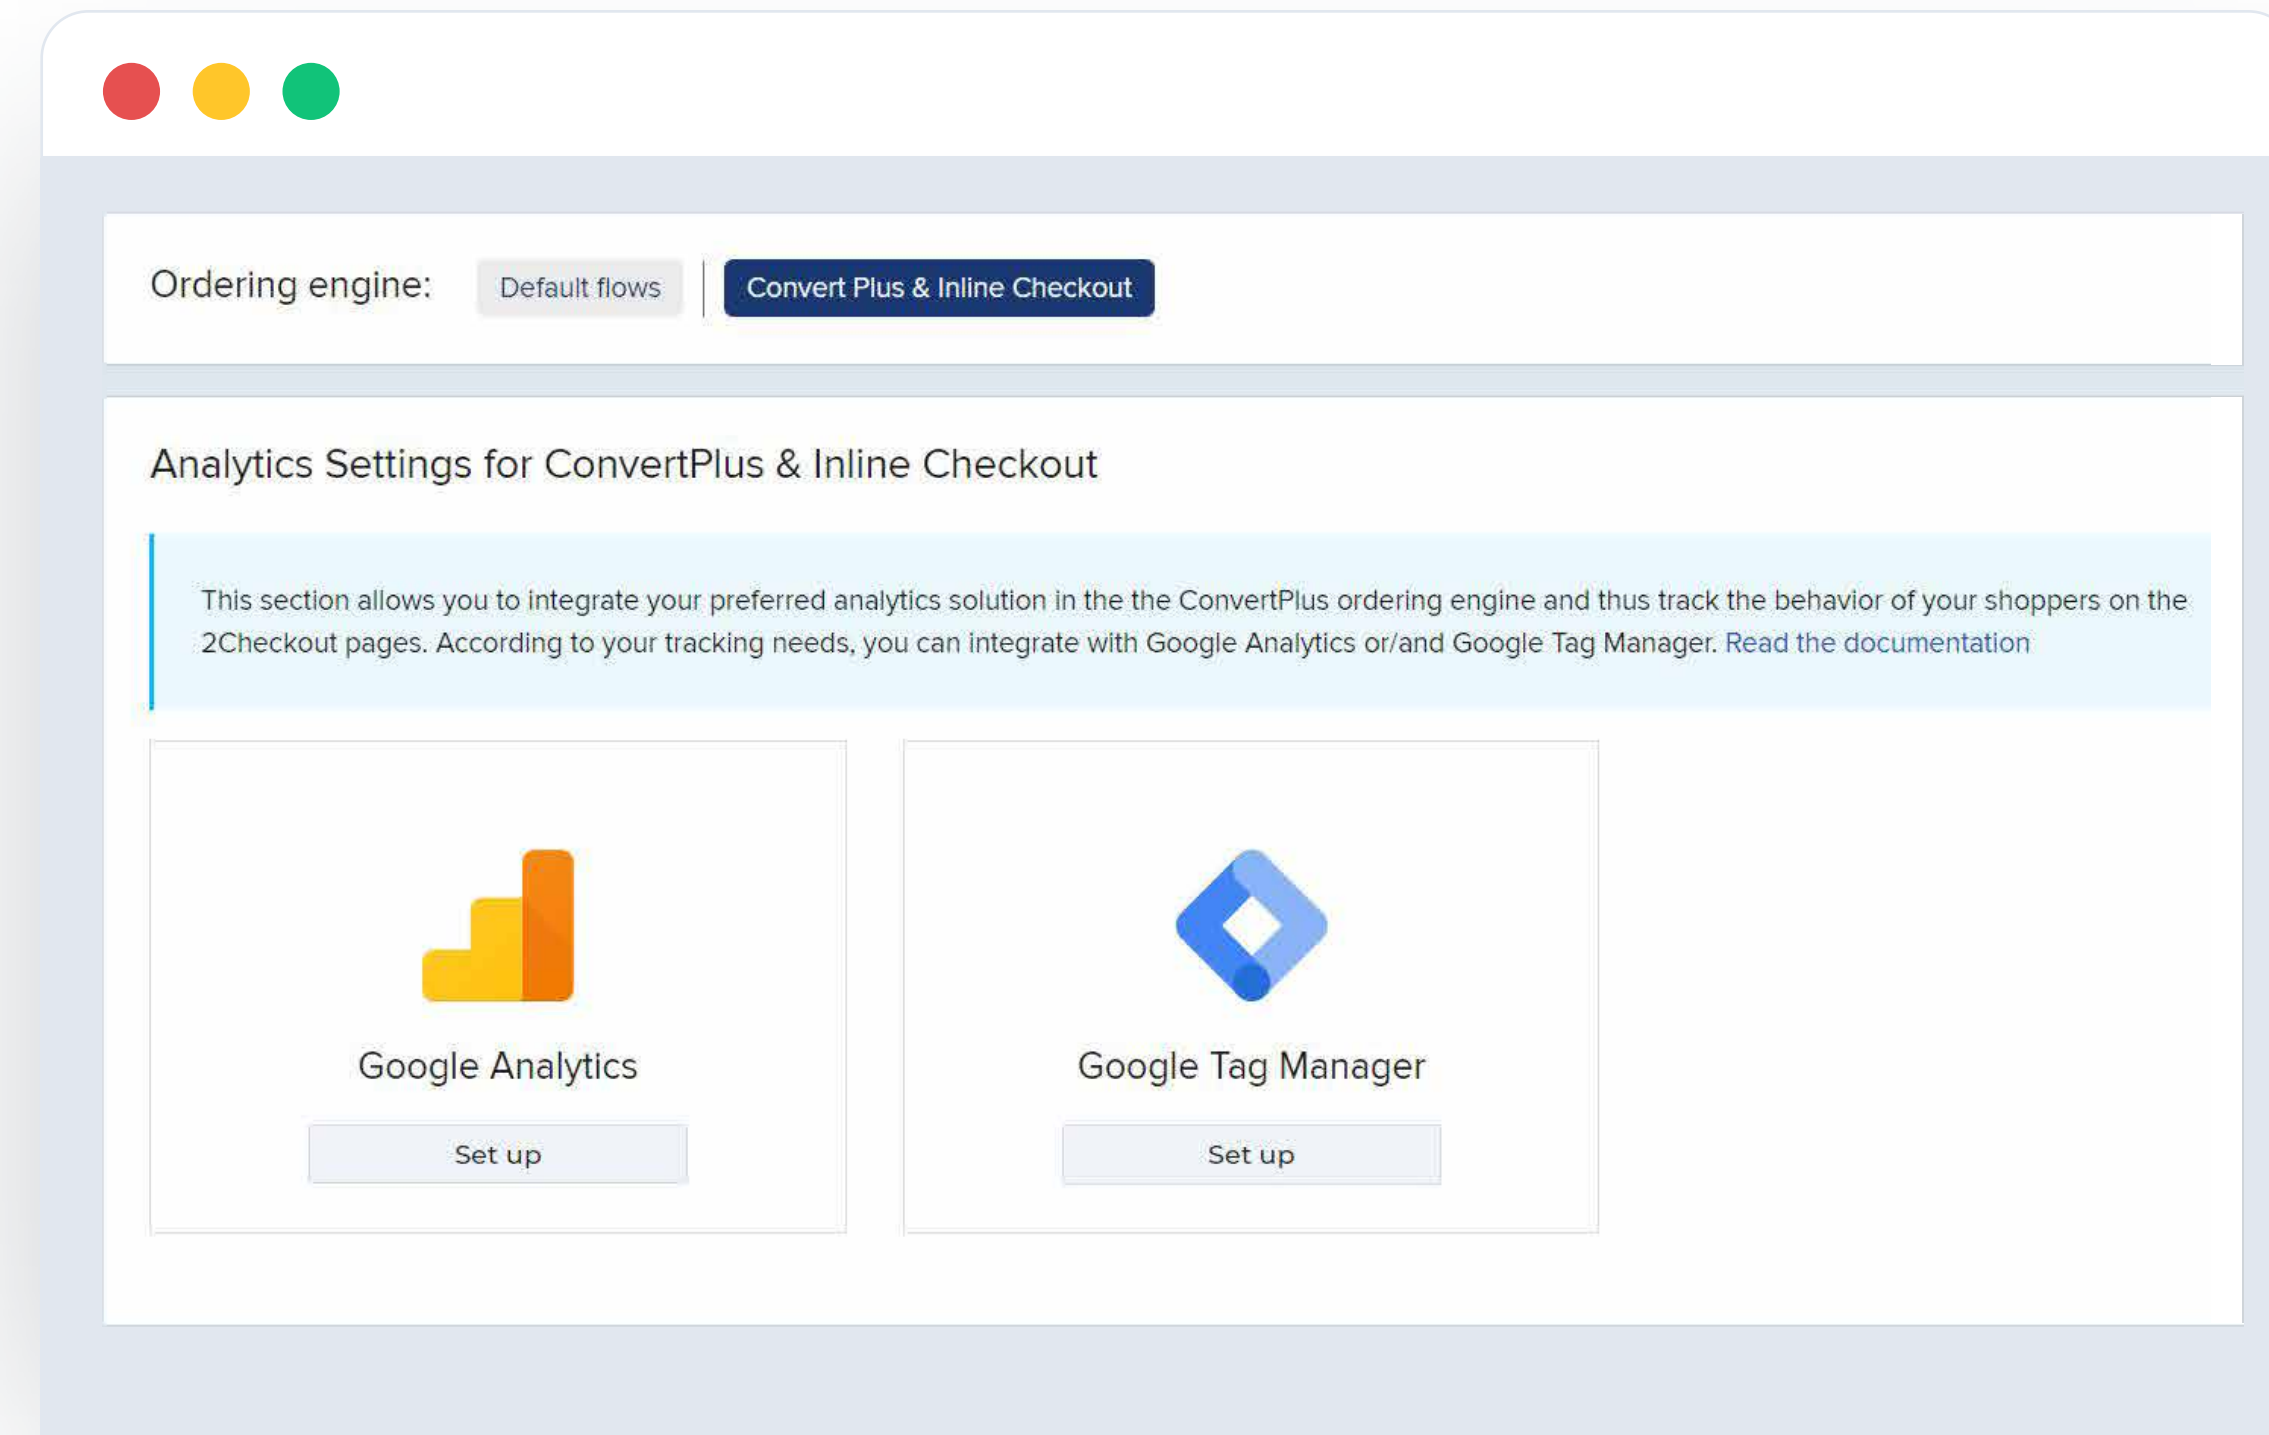 Ordering engine: Default flows Convert Plus & Inline Checkout
Analytics Settings for ConvertPlus & Inline Checkout
This section allows you to integrate your preferred analytics solution in the the ConvertPlus ordering engine and thus track the behavior of your shoppers on the
2Checkout pages. According to your tracking needs, you can integrate with Google Analytics or/and Google Tag Manager. Read the documentation
Google Analytics
Set up
Google Tag Manager
Set up